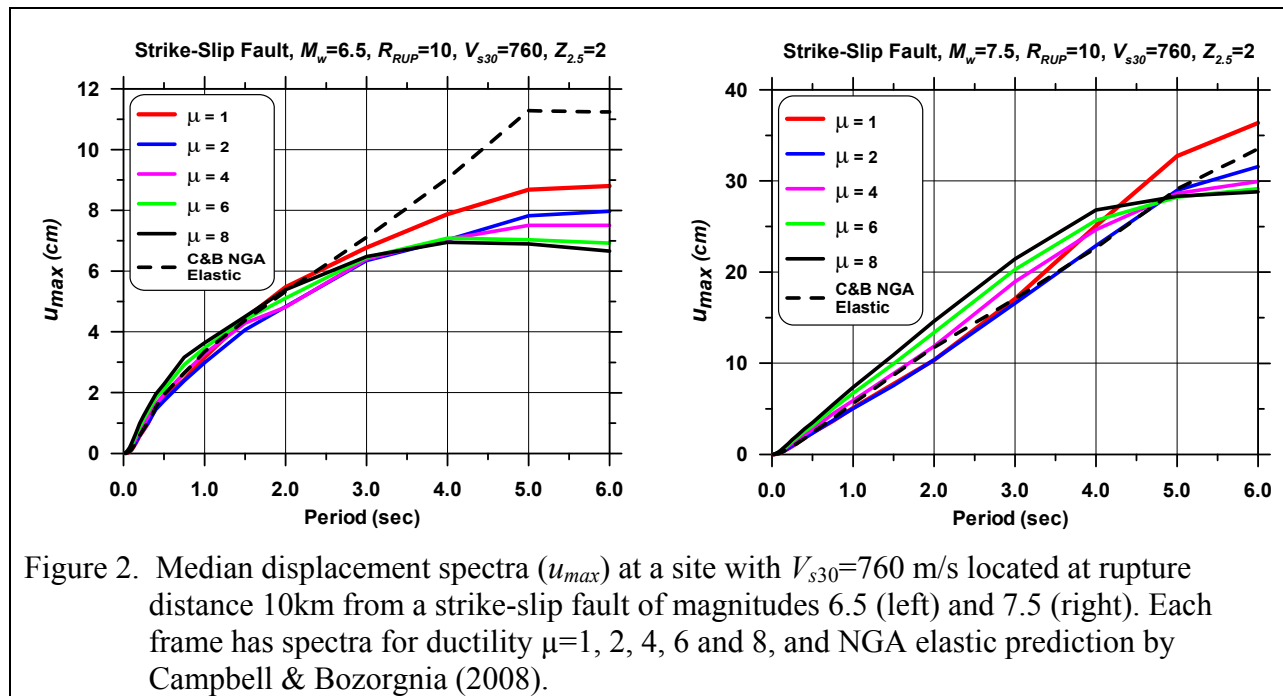 Strike-Slip Fault, Mw=6.5, RRUP=10, Vs30=760, Z2.5=2
12
10
8
6
4
2
0
umax (cm)
μ = 1
μ = 2
μ = 4
μ = 6
μ = 8
C&B NGA
Elastic
0.0 1.0 2.0 3.0 4.0 5.0 6.0
Period (sec)
Strike-Slip Fault, Mw=7.5, RRUP=10, Vs30=760, Z2.5=2
40
30
20
10
0
umax (cm)
μ = 1
μ = 2
μ = 4
μ = 6
μ = 8
C&B NGA
Elastic
0.0 1.0 2.0 3.0 4.0 5.0 6.0
Period (sec)
Figure 2. Median displacement spectra (umax) at a site with Vs30=760 m/s located at rupture
distance 10km from a strike-slip fault of magnitudes 6.5 (left) and 7.5 (right). Each
frame has spectra for ductility μ=1, 2, 4, 6 and 8, and NGA elastic prediction by
Campbell & Bozorgnia (2008).